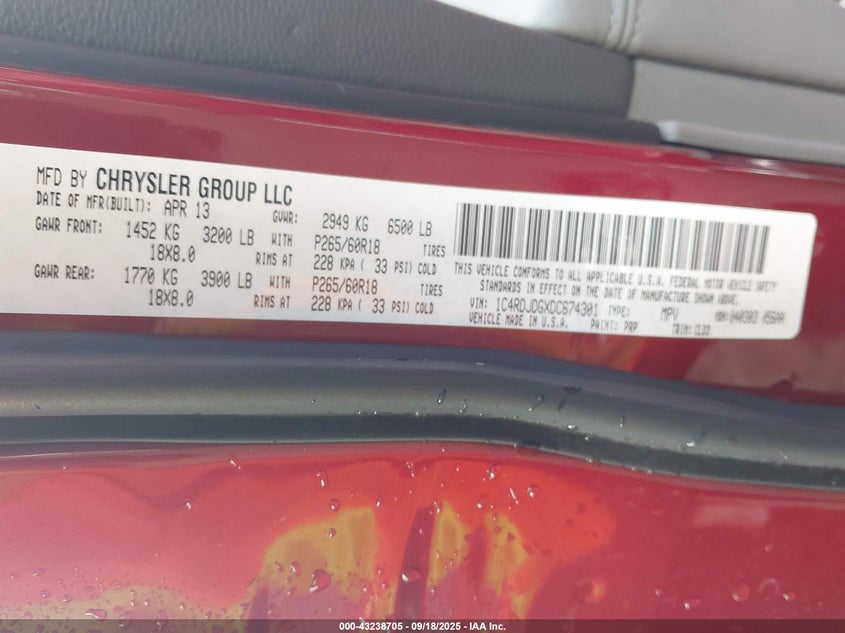 MFD BY CHRYSLER GROUP LLC
DATE OF MFR(BUILT): APR 13 GVWR: 2949 KG 6500 LB
GAWR FRONT: 1452 KG 3200 LB WITH P265/60R18 TIRES
18X8.0 RIMS AT 228 KPA ( 33 PSI) COLD
GAWR REAR: 1770 KG 3900 LB WITH P265/60R18 TIRES
18X8.0 RIMS AT 228 KPA ( 33 PSI) COLD
THIS VEHICLE CONFORMS TO ALL APPLICABLE U.S.A. FEDERAL MOTOR VEHICLE SAFETY
STANDARDS IN EFFECT ON THE DATE OF MANUFACTURE SHOWN ABOVE.
VIN: 1C4RDJDGXDC674301 TYPE: MPV MDH: 040303 056AA
VEHICLE MADE IN U.S.A. PAINT: PRP TRIM: CLD3
000-43238705 - 09/18/2025 - IAA Inc.